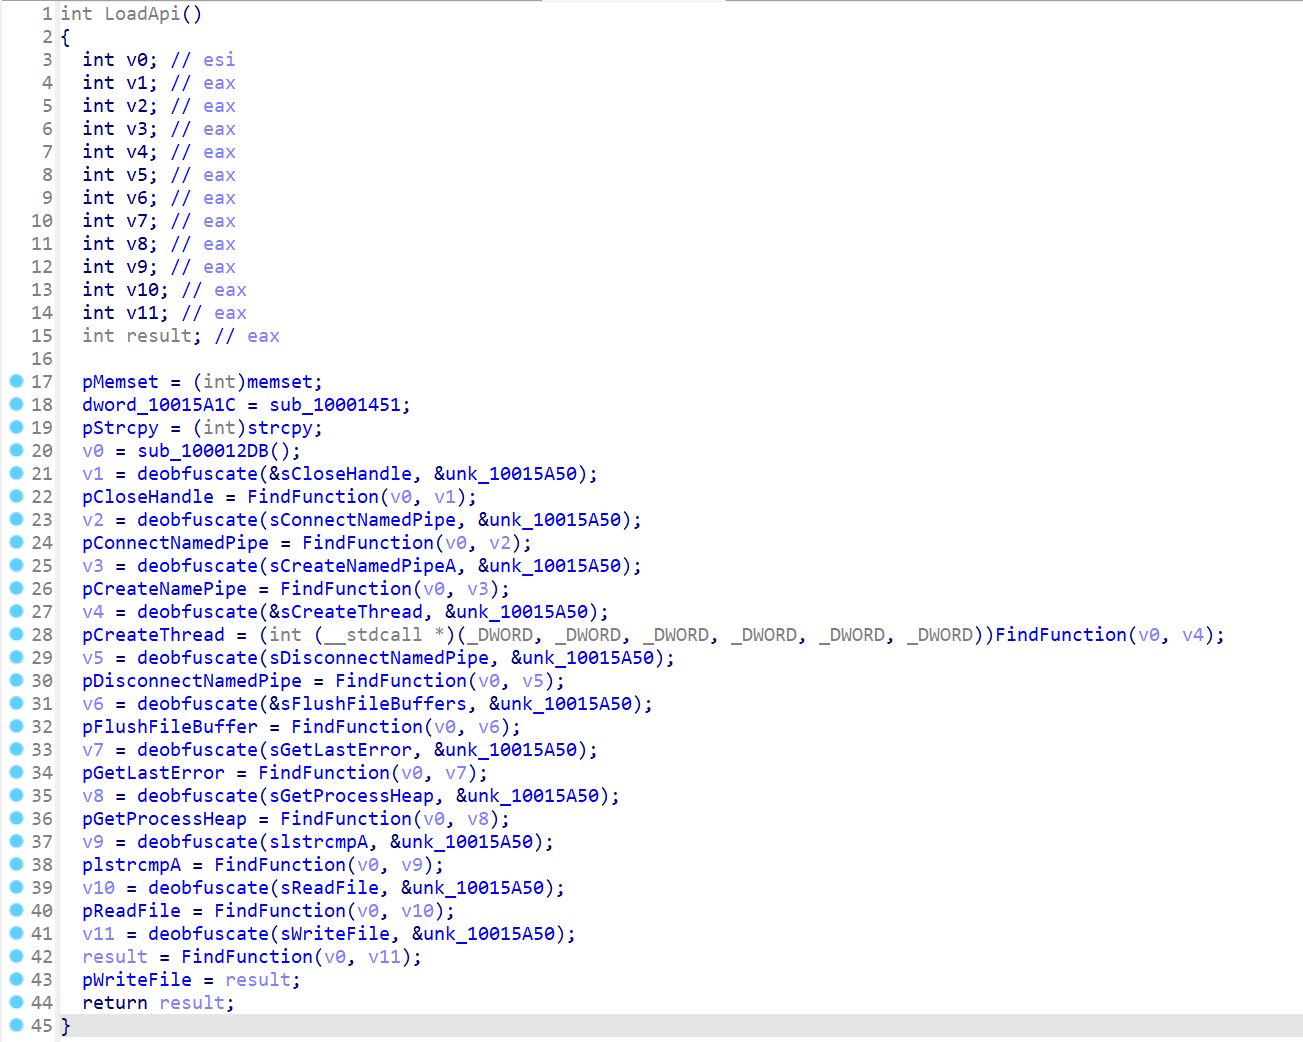 1 int LoadApi()
2 {
3 int v0; // esi
4 int v1; // eax
5 int v2; // eax
6 int v3; // eax
7 int v4; // eax
8 int v5; // eax
9 int v6; // eax
10 int v7; // eax
11 int v8; // eax
12 int v9; // eax
13 int v10; // eax
14 int v11; // eax
15 int result; // eax
16
17 pMemset = (int)memset;
18 dword_10015A1C = sub_10001451;
19 pStrcpy = (int)strcpy;
20 v0 = sub_100012DB();
21 v1 = deobfuscate(&sCloseHandle, &unk_10015A50);
22 pCloseHandle = FindFunction(v0, v1);
23 v2 = deobfuscate(sConnectNamedPipe, &unk_10015A50);
24 pConnectNamedPipe = FindFunction(v0, v2);
25 v3 = deobfuscate(sCreateNamedPipeA, &unk_10015A50);
26 pCreateNamePipe = FindFunction(v0, v3);
27 v4 = deobfuscate(&sCreateThread, &unk_10015A50);
28 pCreateThread = (int (__stdcall *)(_DWORD, _DWORD, _DWORD, _DWORD, _DWORD, _DWORD))FindFunction(v0, v4);
29 v5 = deobfuscate(sDisconnectNamedPipe, &unk_10015A50);
30 pDisconnectNamedPipe = FindFunction(v0, v5);
31 v6 = deobfuscate(&sFlushFileBuffers, &unk_10015A50);
32 pFlushFileBuffer = FindFunction(v0, v6);
33 v7 = deobfuscate(sGetLastError, &unk_10015A50);
34 pGetLastError = FindFunction(v0, v7);
35 v8 = deobfuscate(sGetProcessHeap, &unk_10015A50);
36 pGetProcessHeap = FindFunction(v0, v8);
37 v9 = deobfuscate(slstrcmpA, &unk_10015A50);
38 plstrcmpA = FindFunction(v0, v9);
39 v10 = deobfuscate(sReadFile, &unk_10015A50);
40 pReadFile = FindFunction(v0, v10);
41 v11 = deobfuscate(sWriteFile, &unk_10015A50);
42 result = FindFunction(v0, v11);
43 pWriteFile = result;
44 return result;
45 }